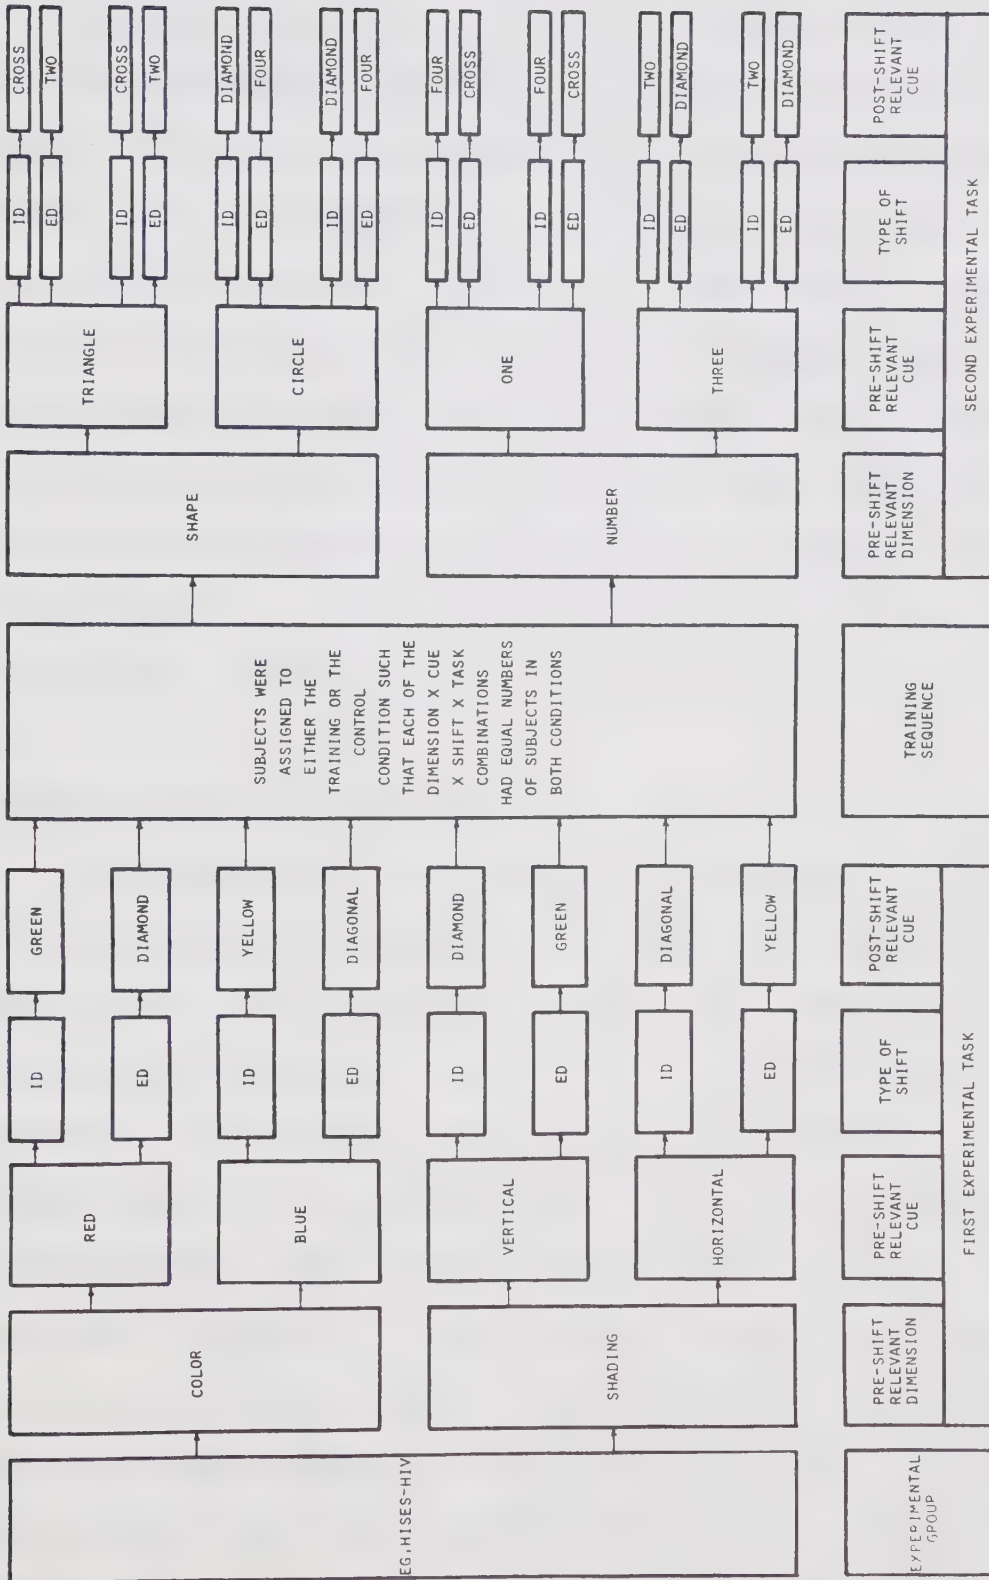 EG.HISES-HIV
EXPERIMENTAL
GROUP
COLOR
SHADING
PRE-SHIFT
RELEVANT
DIMENSION
RED
BLUE
VERTICAL
HORIZONTAL
PRE-SHIFT
RELEVANT
CUE
ID
ED
ID
ED
ID
ED
ID
ED
TYPE OF
SHIFT
GREEN
DIAMOND
YELLOW
DIAGONAL
DIAMOND
GREEN
DIAGONAL
YELLOW
POST-SHIFT
RELEVANT
CUE
FIRST EXPERIMENTAL TASK
SUBJECTS WERE
ASSIGNED TO
EITHER THE
TRAINING OR THE
CONTROL
CONDITION SUCH
THAT EACH OF THE
DIMENSION X CUE
X SHIFT X TASK
COMBINATIONS
HAD EQUAL NUMBERS
OF SUBJECTS IN
BOTH CONDITIONS
TRAINING
SEQUENCE
SHAPE
NUMBER
PRE-SHIFT
RELEVANT
DIMENSION
TRIANGLE
CIRCLE
ONE
THREE
PRE-SHIFT
RELEVANT
CUE
ID
ED
ID
ED
ID
ED
ID
ED
ID
ED
ID
ED
ID
ED
ID
ED
TYPE OF
SHIFT
CROSS
TWO
CROSS
TWO
DIAMOND
FOUR
DIAMOND
FOUR
FOUR
CROSS
FOUR
CROSS
TWO
DIAMOND
TWO
DIAMOND
POST-SHIFT
RELEVANT
CUE
SECOND EXPERIMENTAL TASK